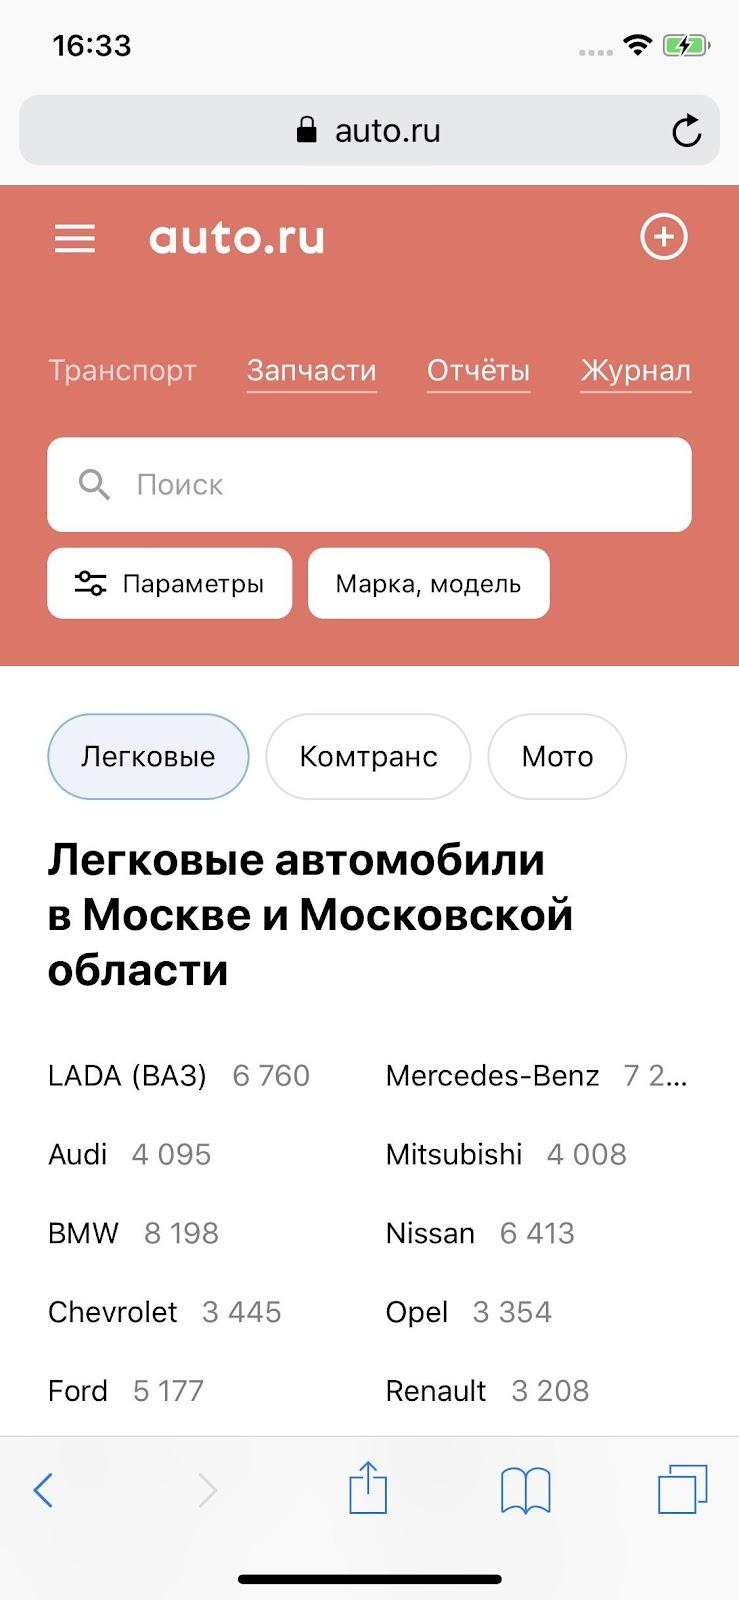 16:33
auto.ru
auto.ru
Транспорт Запчасти Отчёты Журнал
Поиск
Параметры Марка, модель
Легковые Комтранс Мото
Легковые автомобили
в Москве и Московской
области
LADA (ВАЗ) 6 760 Mercedes-Benz 7 2...
Audi 4 095 Mitsubishi 4 008
BMW 8 198 Nissan 6 413
Chevrolet 3 445 Opel 3 354
Ford 5 177 Renault 3 208